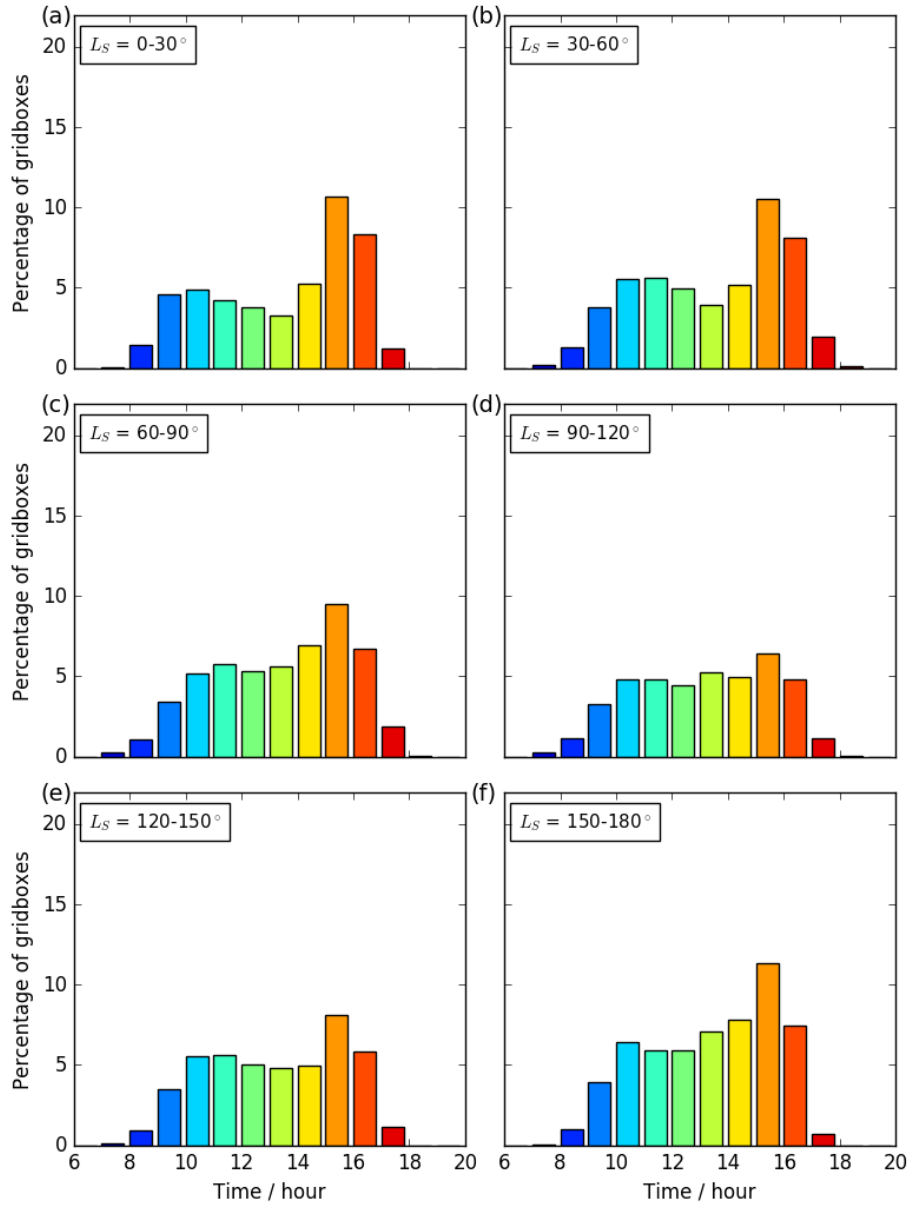 (a)
(b)
L_S = 0-30°
L_S = 30-60°
Percentage of gridboxes
20
15
10
5
0
(c)
(d)
L_S = 60-90°
L_S = 90-120°
Percentage of gridboxes
20
15
10
5
0
(e)
(f)
L_S = 120-150°
L_S = 150-180°
Percentage of gridboxes
20
15
10
5
0
6 8 10 12 14 16 18 20
6 8 10 12 14 16 18 20
Time / hour
Time / hour